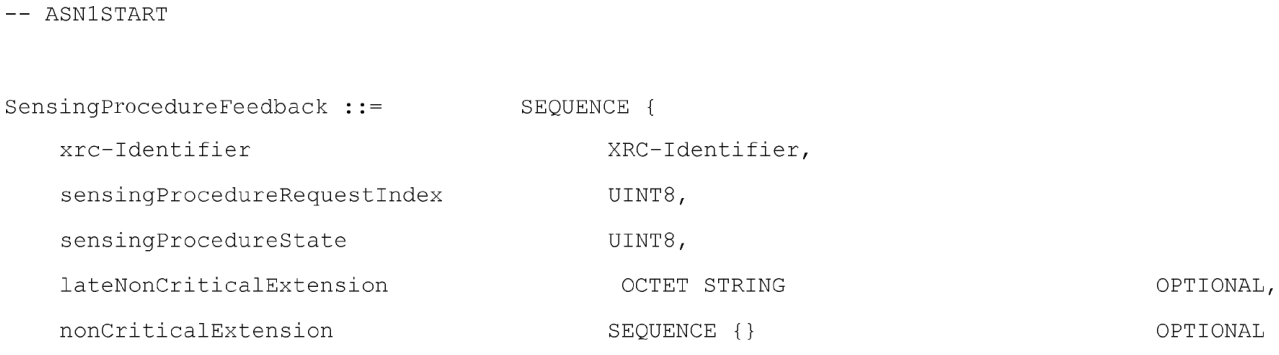 -- ASN1START
SensingProcedureFeedback ::= SEQUENCE {
xrc-Identifier XRC-Identifier,
sensingProcedureRequestIndex UINT8,
sensingProcedureState UINT8,
lateNonCriticalExtension OCTET STRING OPTIONAL,
nonCriticalExtension SEQUENCE {} OPTIONAL